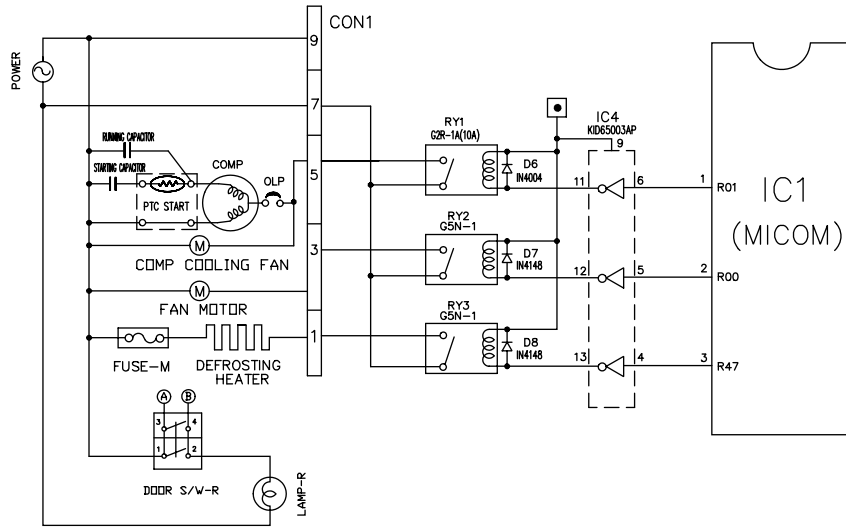 CON1
POWER
9
7
5
3
1
RUNNING CAPACITOR
STARTING CAPACITOR
COMP
OLP
PTC START
M
COMP COOLING FAN
M
FAN MOTOR
FUSE-M
DEFROSTING
HEATER
A
B
3
4
1
2
DOOR S/W-R
LAMP-R
RY1
G2R-1A(10A)
D6
IN4004
RY2
G5N-1
D7
IN4148
RY3
G5N-1
D8
IN4148
IC4
KID65003AP
9
11
6
12
5
13
4
1
R01
2
R00
3
R47
IC1
(MICOM)